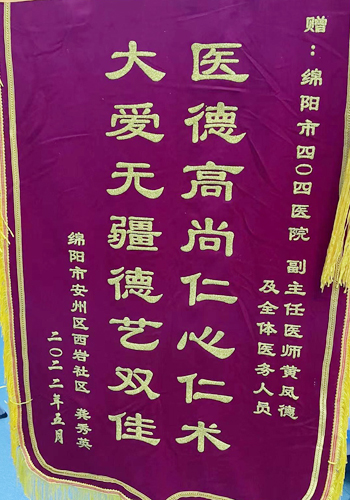 赠：绵阳市四〇四医院 副主任医师黄凤德
及全体医务人员
医德高尚仁心仁术
大爱无疆德艺双佳
绵阳市安州区西岩社区 龚秀英
二〇二二年五月